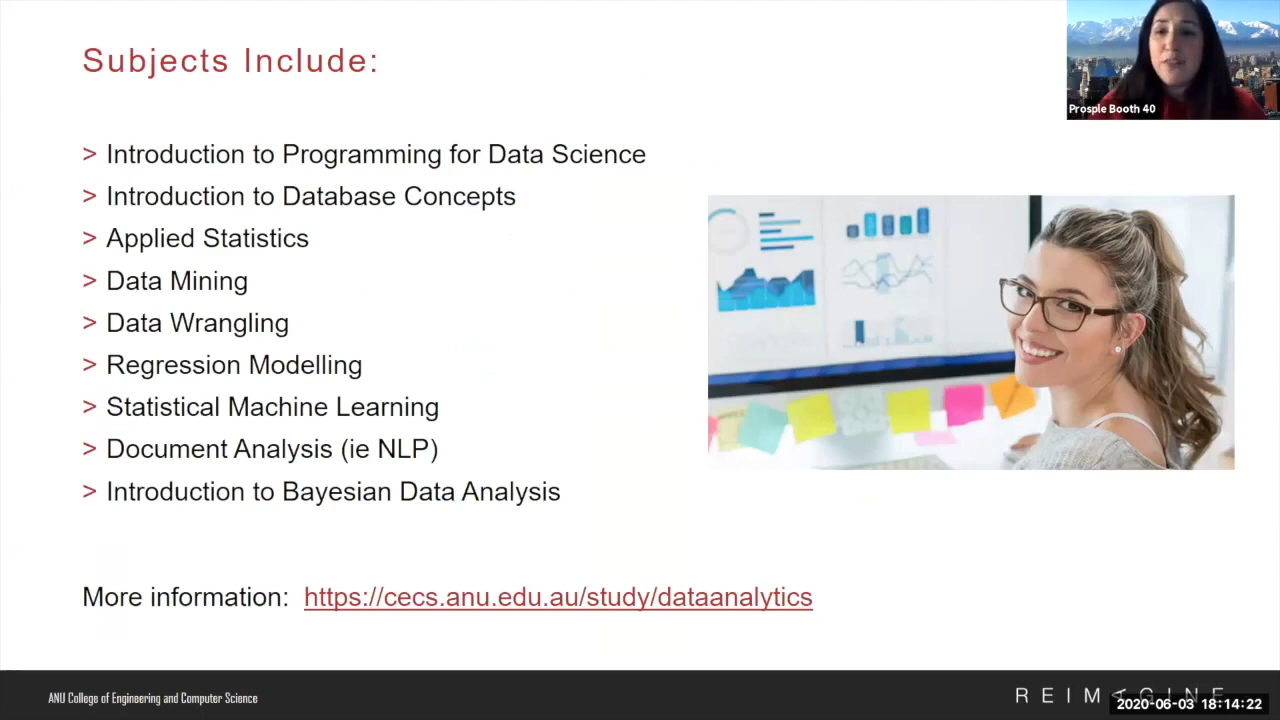 Subjects Include:
Prosple Booth 40
> Introduction to Programming for Data Science
> Introduction to Database Concepts
> Applied Statistics
> Data Mining
> Data Wrangling
> Regression Modelling
> Statistical Machine Learning
> Document Analysis (ie NLP)
> Introduction to Bayesian Data Analysis
More information: https://cecs.anu.edu.au/study/dataanalytics
ANU College of Engineering and Computer Science
REIMAGINE
2020-06-03 18:14:22